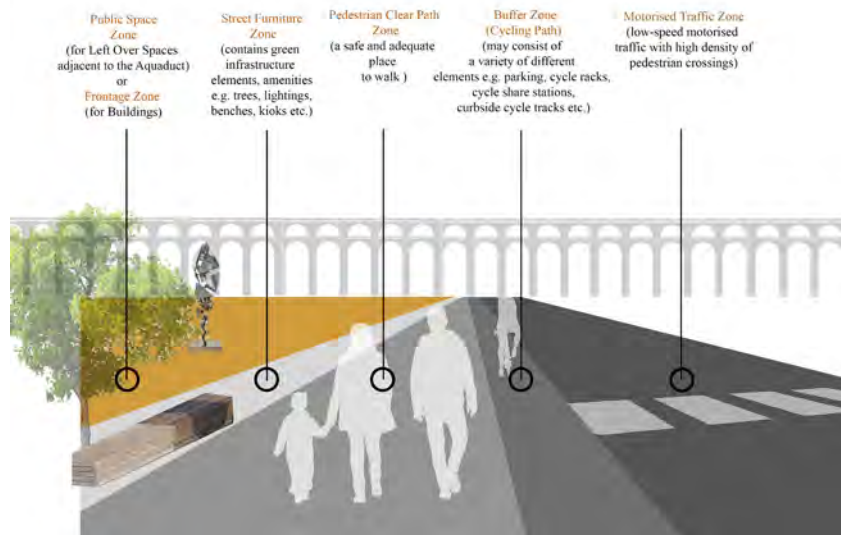 Public Space
Zone
(for Left Over Spaces
adjacent to the Aquaduct)
or
Frontage Zone
(for Buildings)
Street Furniture
Zone
(contains green
infrastructure
elements, amenities
e.g. trees, lightings,
benches, kioks etc.)
Pedestrian Clear Path
Zone
(a safe and adequate
place
to walk )
Buffer Zone
(Cycling Path)
(may consist of
a variety of different
elements e.g. parking, cycle racks,
cycle share stations,
curbside cycle tracks etc.)
Motorised Traffic Zone
(low-speed motorised
traffic with high density of
pedestrian crossings)